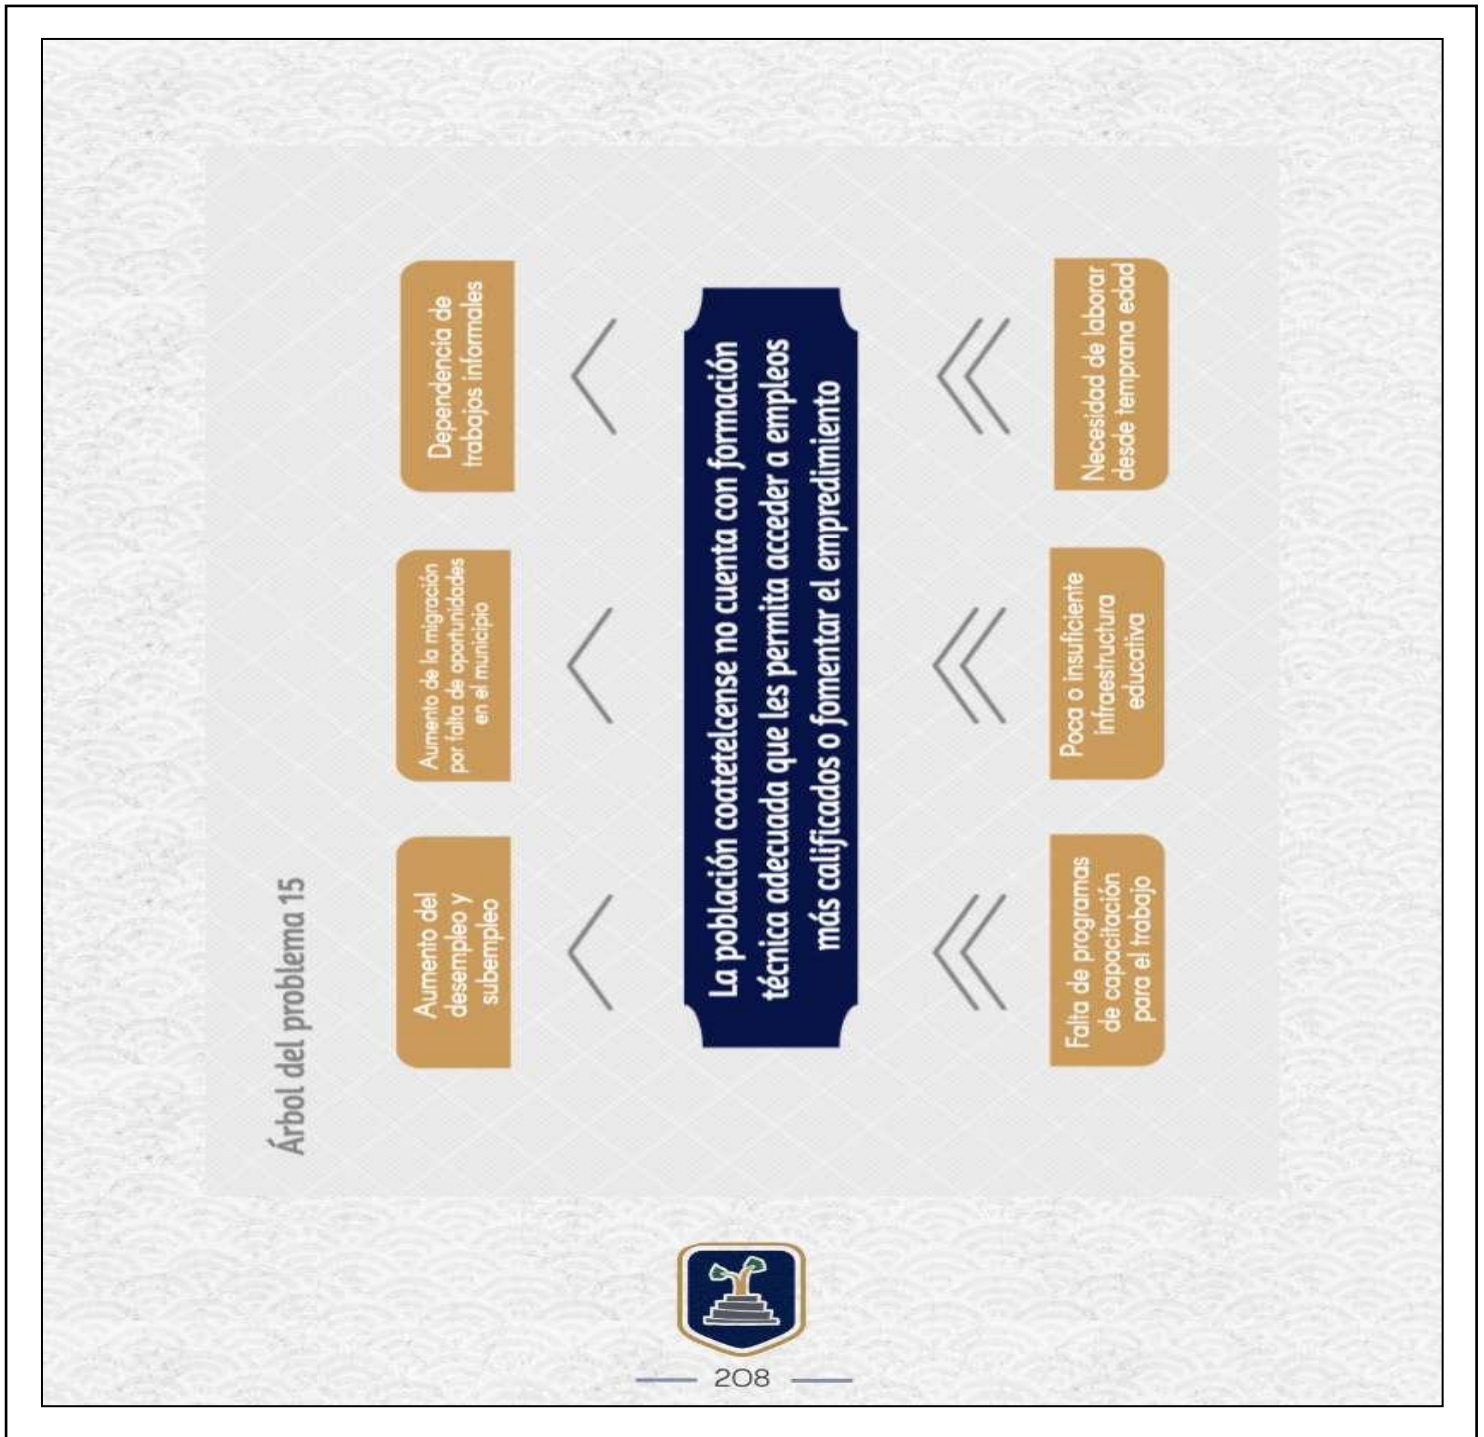 Árbol del problema 15
Aumento del
desempleo y
subempleo
Aumento de la migración
por falta de oportunidades
en el municipio
Dependencia de
trabajos informales
La población coatetelcense no cuenta con formación
técnica adecuada que les permita acceder a empleos
más calificados o fomentar el empredimiento
Falta de programas
de capacitación
para el trabajo
Poca o insuficiente
infraestructura
educativa
Necesidad de laborar
desde temprana edad
208